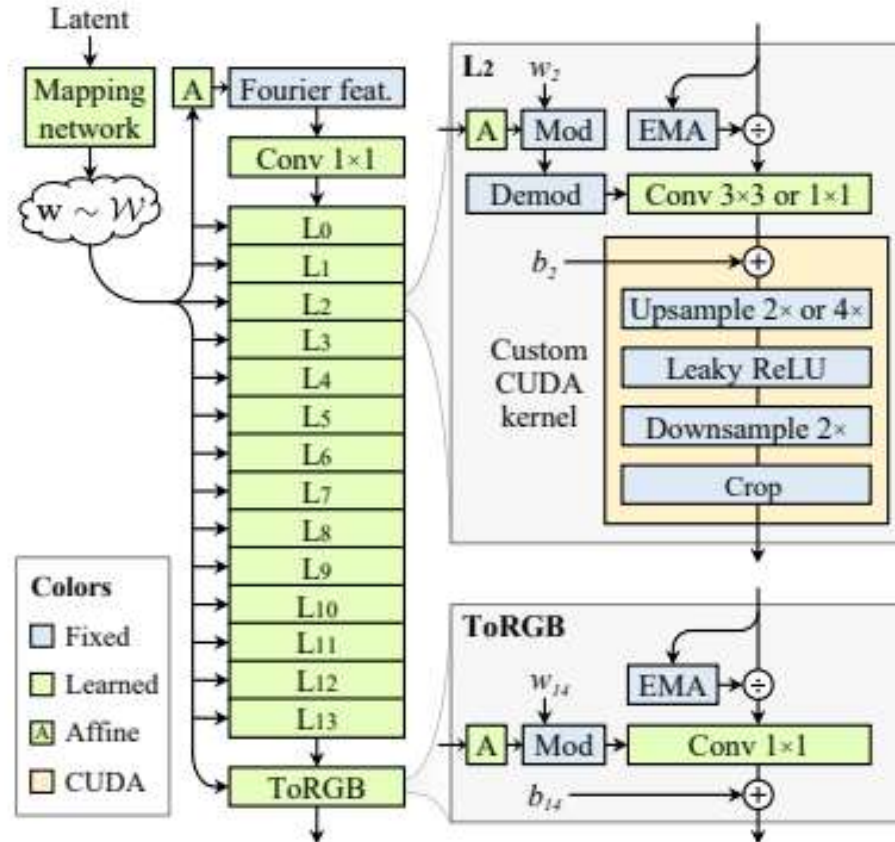 Latent
Mapping
network
w ∼ W
A
Fourier feat.
Conv 1×1
L0
L1
L2
L3
L4
L5
L6
L7
L8
L9
L10
L11
L12
L13
ToRGB
Colors
Fixed
Learned
A Affine
CUDA
L2
w2
A
Mod
EMA
÷
Demod
Conv 3×3 or 1×1
b2
+
Upsample 2× or 4×
Leaky ReLU
Downsample 2×
Crop
Custom
CUDA
kernel
ToRGB
w14
EMA
÷
A
Mod
Conv 1×1
b14
+